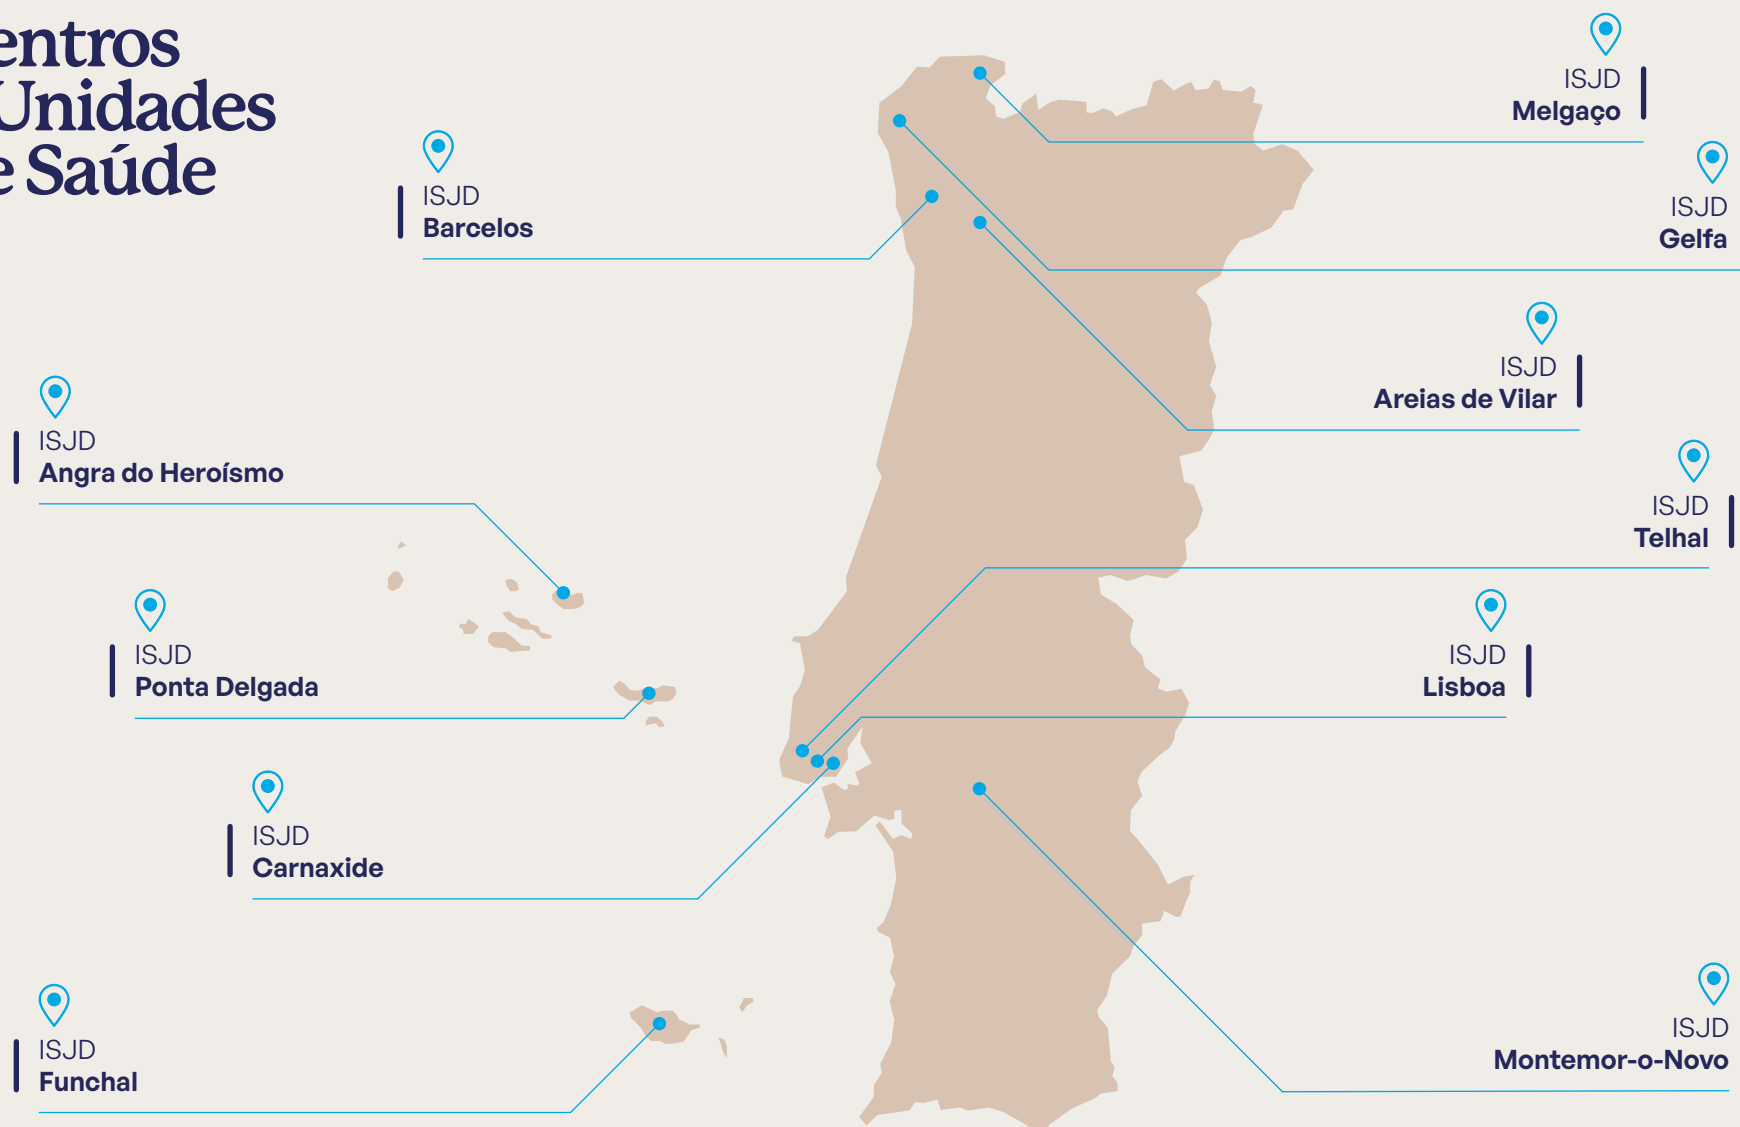 entros
Unidades
e Saúde
ISJD
Melgaço
ISJD
Barcelos
ISJD
Gelfa
ISJD
Areias de Vilar
ISJD
Angra do Heroísmo
ISJD
Telhal
ISJD
Ponta Delgada
ISJD
Lisboa
ISJD
Carnaxide
ISJD
Montemor-o-Novo
ISJD
Funchal